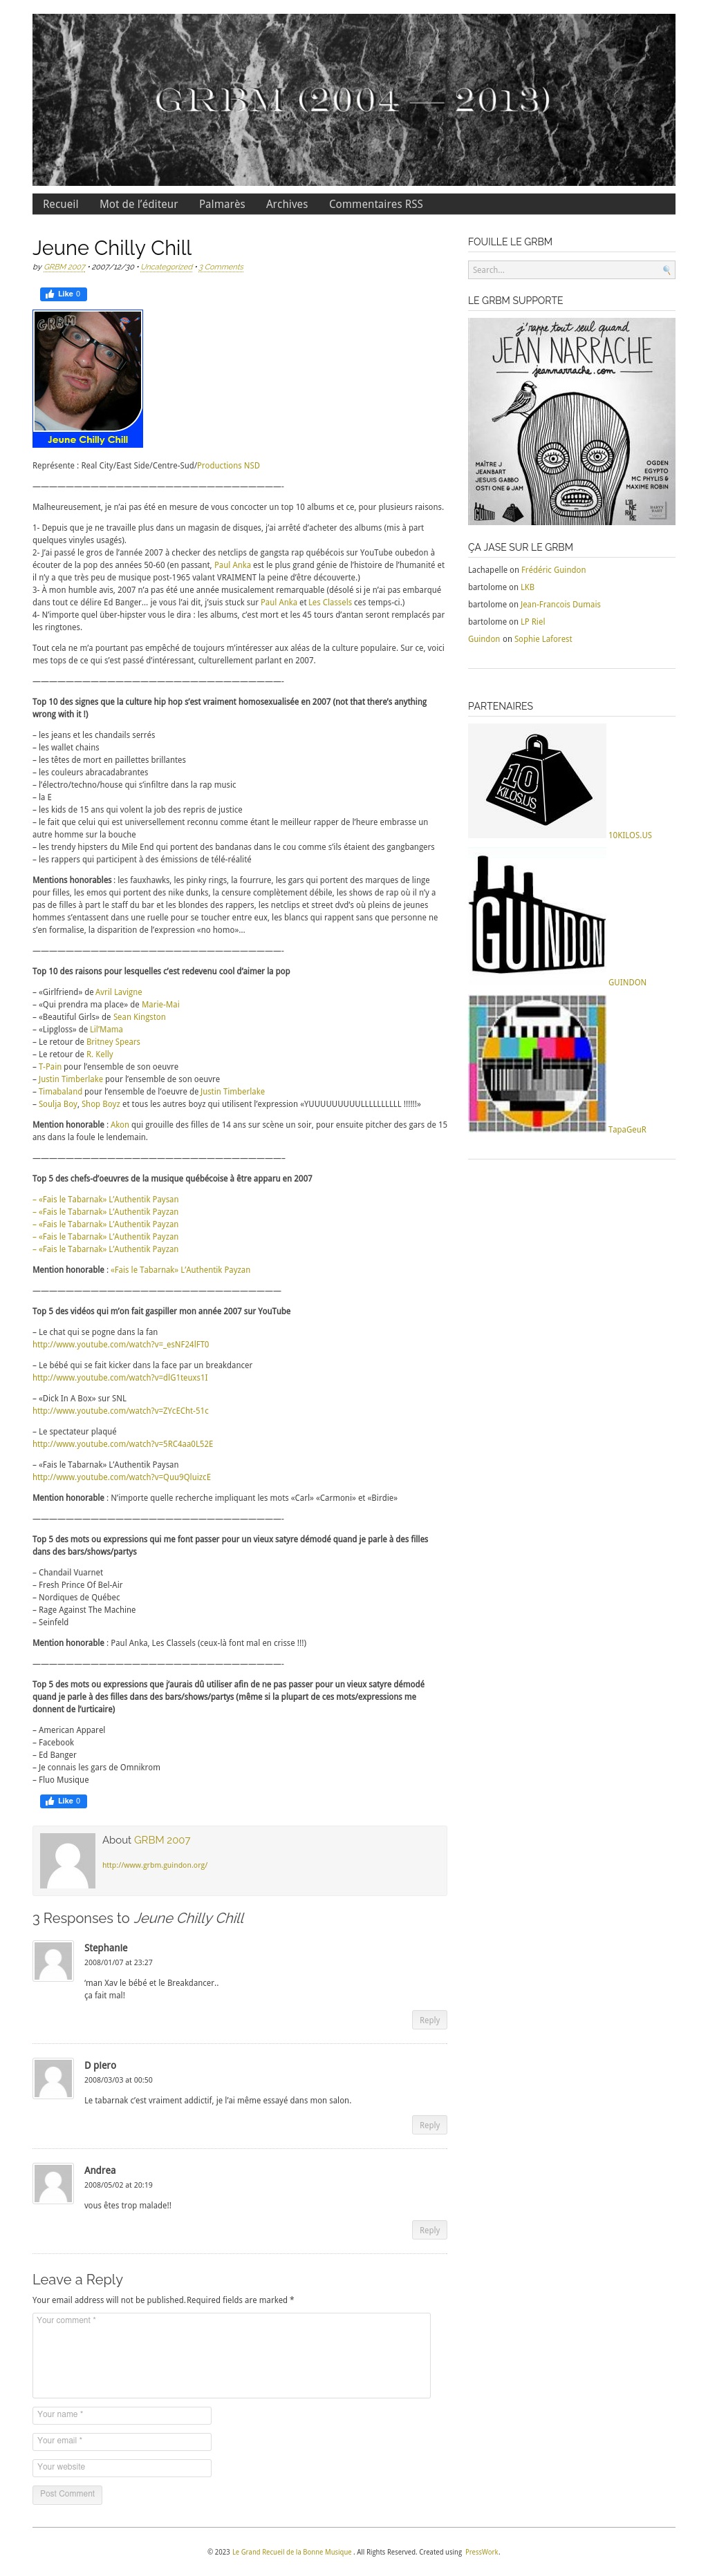 GRBM (2004 — 2013)
Recueil
Mot de l'éditeur
Palmarès
Archives
Commentaires RSS
Jeune Chilly Chill
by GRBM 2007 • 2007/12/30 • Uncategorized • 3 Comments
Like 0
GRBM
Jeune Chilly Chill
Représente : Real City/East Side/Centre-Sud/Productions NSD
——————————————————————————————-
Malheureusement, je n'ai pas été en mesure de vous concocter un top 10 albums et ce, pour plusieurs raisons.
1- Depuis que je ne travaille plus dans un magasin de disques, j'ai arrêté d'acheter des albums (mis à part
quelques vinyles usagés).
2- J'ai passé le gros de l'année 2007 à checker des netclips de gangsta rap québécois sur YouTube oubedon à
écouter de la pop des années 50-60 (en passant, Paul Anka est le plus grand génie de l'histoire de l'humanité et
il n'y a que très peu de musique post-1965 valant VRAIMENT la peine d'être découverte.)
3- À mon humble avis, 2007 n'a pas été une année musicalement remarquable (désolé si je n'ai pas embarqué
dans tout ce délire Ed Banger… je vous l'ai dit, j'suis stuck sur Paul Anka et Les Classels ces temps-ci.)
4- N'importe quel über-hipster vous le dira : les albums, c'est mort et les 45 tours d'antan seront remplacés par
les ringtones.
Tout cela ne m'a pourtant pas empêché de toujours m'intéresser aux aléas de la culture populaire. Sur ce, voici
mes tops de ce qui s'est passé d'intéressant, culturellement parlant en 2007.
——————————————————————————————-
Top 10 des signes que la culture hip hop s'est vraiment homosexualisée en 2007 (not that there's anything
wrong with it !)
– les jeans et les chandails serrés
– les wallet chains
– les têtes de mort en paillettes brillantes
– les couleurs abracadabrantes
– l'électro/techno/house qui s'infiltre dans la rap music
– la E
– les kids de 15 ans qui volent la job des repris de justice
– le fait que celui qui est universellement reconnu comme étant le meilleur rapper de l'heure embrasse un
autre homme sur la bouche
– les trendy hipsters du Mile End qui portent des bandanas dans le cou comme s'ils étaient des gangbangers
– les rappers qui participent à des émissions de télé-réalité
Mentions honorables : les fauxhawks, les pinky rings, la fourrure, les gars qui portent des marques de linge
pour filles, les emos qui portent des nike dunks, la censure complètement débile, les shows de rap où il n'y a
pas de filles à part le staff du bar et les blondes des rappers, les netclips et street dvd's où pleins de jeunes
hommes s'entassent dans une ruelle pour se toucher entre eux, les blancs qui rappent sans que personne ne
s'en formalise, la disparition de l'expression «no homo»…
——————————————————————————————-
Top 10 des raisons pour lesquelles c'est redevenu cool d'aimer la pop
– «Girlfriend» de Avril Lavigne
– «Qui prendra ma place» de Marie-Mai
– «Beautiful Girls» de Sean Kingston
– «Lipgloss» de Lil'Mama
– Le retour de Britney Spears
– Le retour de R. Kelly
– T-Pain pour l'ensemble de son oeuvre
– Justin Timberlake pour l'ensemble de son oeuvre
– Timabaland pour l'ensemble de l'oeuvre de Justin Timberlake
– Soulja Boy, Shop Boyz et tous les autres boyz qui utilisent l'expression «YUUUUUUUUULLLLLLLLL !!!!!!»
Mention honorable : Akon qui grouille des filles de 14 ans sur scène un soir, pour ensuite pitcher des gars de 15
ans dans la foule le lendemain.
——————————————————————————————–
Top 5 des chefs-d'oeuvres de la musique québécoise à être apparu en 2007
– «Fais le Tabarnak» L'Authentik Paysan
– «Fais le Tabarnak» L'Authentik Payzan
– «Fais le Tabarnak» L'Authentik Payzan
– «Fais le Tabarnak» L'Authentik Payzan
– «Fais le Tabarnak» L'Authentik Payzan
Mention honorable : «Fais le Tabarnak» L'Authentik Payzan
——————————————————————————————
Top 5 des vidéos qui m'on fait gaspiller mon année 2007 sur YouTube
– Le chat qui se pogne dans la fan
http://www.youtube.com/watch?v=_esNF24lFT0
– Le bébé qui se fait kicker dans la face par un breakdancer
http://www.youtube.com/watch?v=dlG1teuxs1I
– «Dick In A Box» sur SNL
http://www.youtube.com/watch?v=ZYcECht-51c
– Le spectateur plaqué
http://www.youtube.com/watch?v=5RC4aa0L52E
– «Fais le Tabarnak» L'Authentik Paysan
http://www.youtube.com/watch?v=Quu9QluizcE
Mention honorable : N'importe quelle recherche impliquant les mots «Carl» «Carmoni» et «Birdie»
——————————————————————————————-
Top 5 des mots ou expressions qui me font passer pour un vieux satyre démodé quand je parle à des filles
dans des bars/shows/partys
– Chandail Vuarnet
– Fresh Prince Of Bel-Air
– Nordiques de Québec
– Rage Against The Machine
– Seinfeld
Mention honorable : Paul Anka, Les Classels (ceux-là font mal en crisse !!!)
——————————————————————————————-
Top 5 des mots ou expressions que j'aurais dû utiliser afin de ne pas passer pour un vieux satyre démodé
quand je parle à des filles dans des bars/shows/partys (même si la plupart de ces mots/expressions me
donnent de l'urticaire)
– American Apparel
– Facebook
– Ed Banger
– Je connais les gars de Omnikrom
– Fluo Musique
Like 0
About GRBM 2007
http://www.grbm.guindon.org/
3 Responses to Jeune Chilly Chill
Stephanie
2008/01/07 at 23:27
'man Xav le bébé et le Breakdancer..
ça fait mal!
Reply
D piero
2008/03/03 at 00:50
Le tabarnak c'est vraiment addictif, je l'ai même essayé dans mon salon.
Reply
Andrea
2008/05/02 at 20:19
vous êtes trop malade!!
Reply
Leave a Reply
Your email address will not be published.Required fields are marked *
Your comment *
Your name *
Your email *
Your website
Post Comment
FOUILLE LE GRBM
Search...
LE GRBM SUPPORTE
j'rappe tout seul quand
JEAN NARRACHE
jeannarrache.com
MAÎTRE J
JEANBART
JESUS GABBO
OSTI ONE & JAM
OGDEN
EGYPTO
MC PHYLIS &
MAXIME ROBIN
JEAN
NARRACHE
ÇA JASE SUR LE GRBM
Lachapelle on Frédéric Guindon
bartolome on LKB
bartolome on Jean-Francois Dumais
bartolome on LP Riel
Guindon on Sophie Laforest
PARTENAIRES
10
KILOS.US
10KILOS.US
GUINDON
GUINDON
TapaGeuR
© 2023 Le Grand Recueil de la Bonne Musique . All Rights Reserved. Created using PressWork.